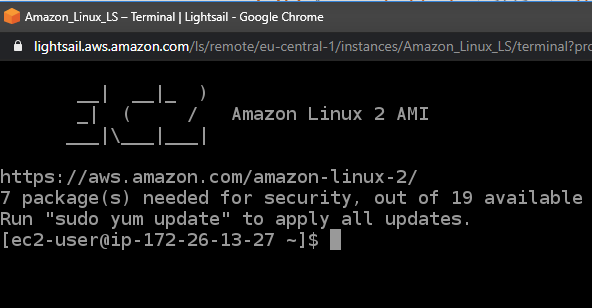 Amazon_Linux_LS – Terminal | Lightsail - Google Chrome
lightsail.aws.amazon.com/ls/remote/eu-central-1/instances/Amazon_Linux_LS/terminal?pro
__|  __|_  )
_|  (     /   Amazon Linux 2 AMI
___|\___|___|
https://aws.amazon.com/amazon-linux-2/
7 package(s) needed for security, out of 19 available
Run "sudo yum update" to apply all updates.
[ec2-user@ip-172-26-13-27 ~]$